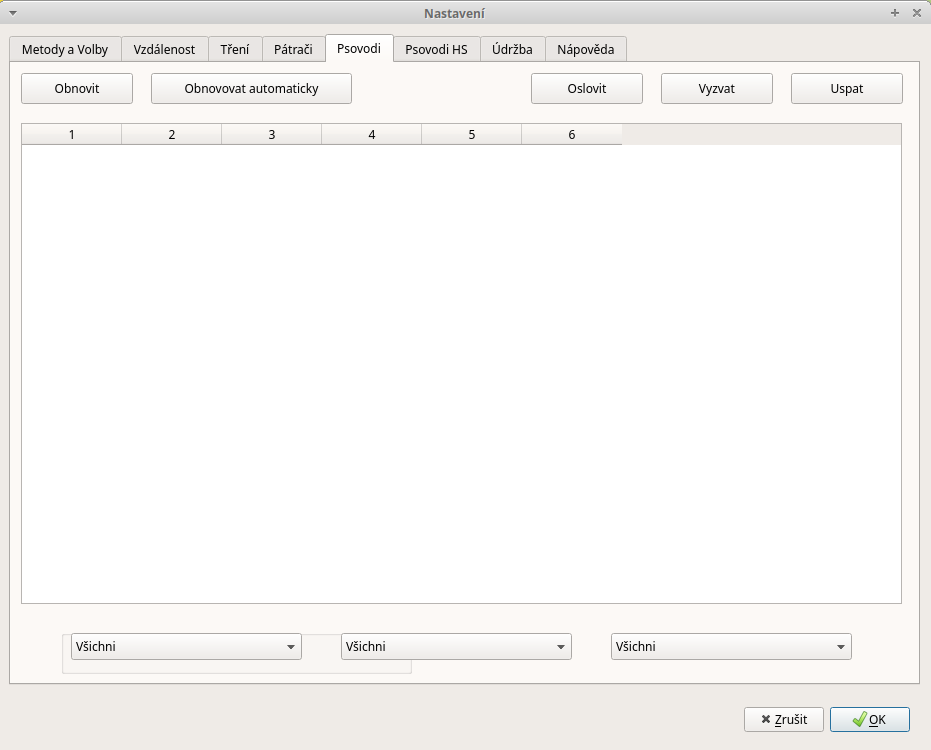 Nastavení
Metody a Volby Vzdálenost Tření Pátrači Psovodi Psovodi HS Údržba Nápověda
Obnovit Obnovovat automaticky Oslovit Vyzvat Uspat
1 2 3 4 5 6
Všichni Všichni Všichni
Zrušit OK